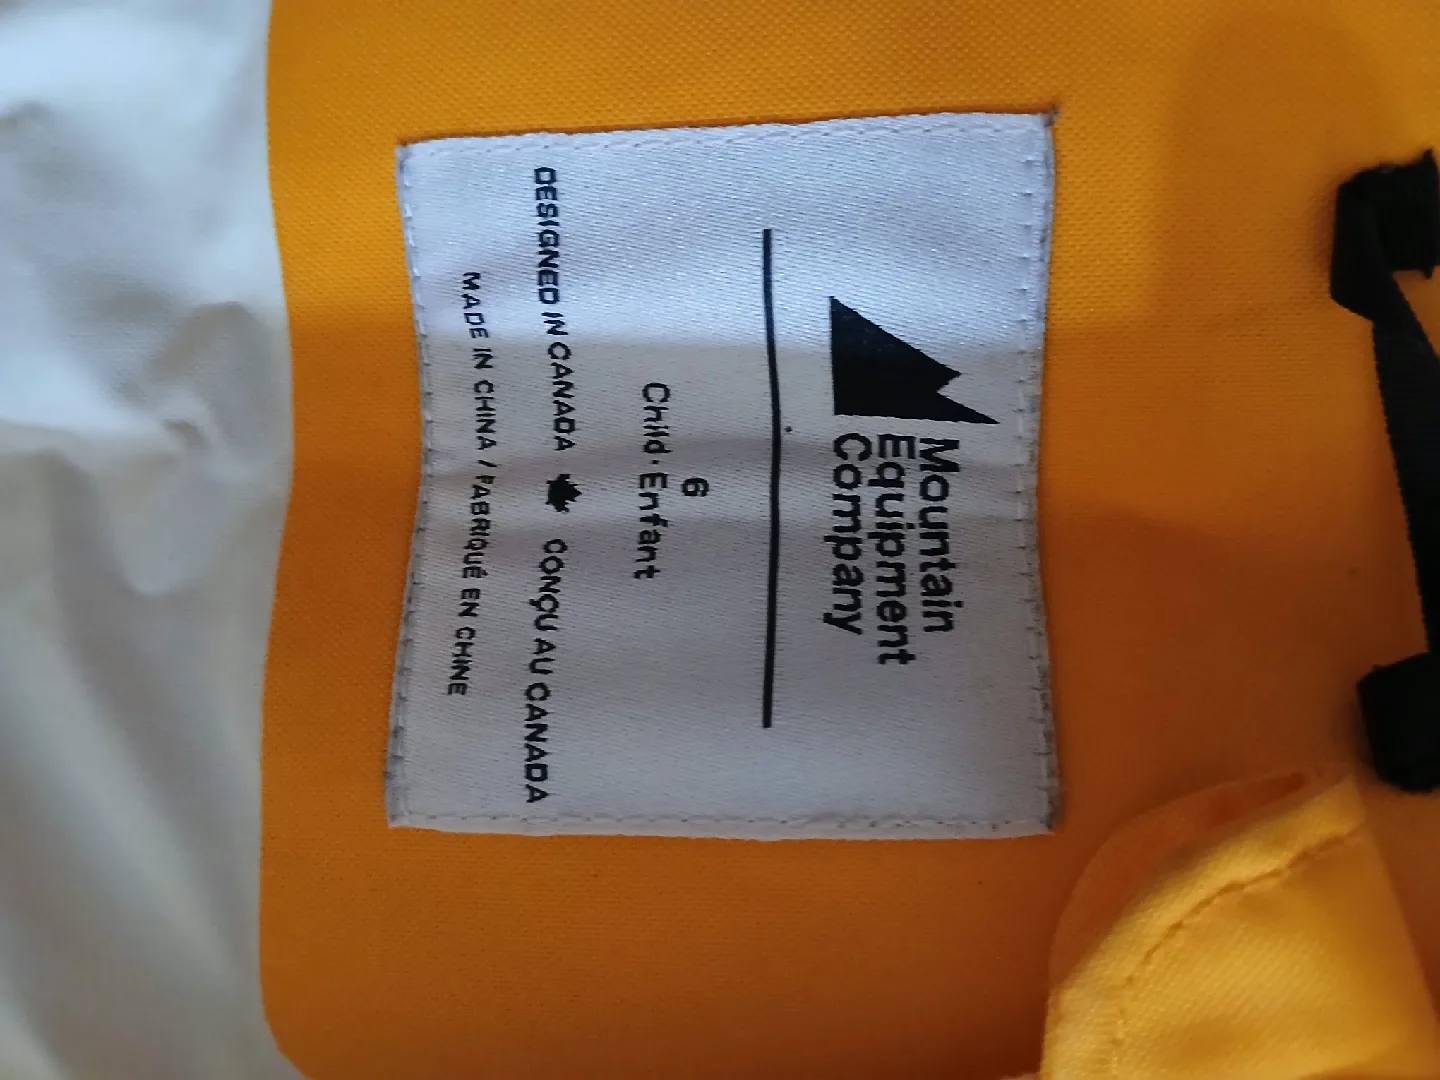 Mountain
Equipment
Company
6
Child · Enfant
DESIGNED IN CANADA CONÇU AU CANADA
MADE IN CHINA / FABRIQUÉ EN CHINE